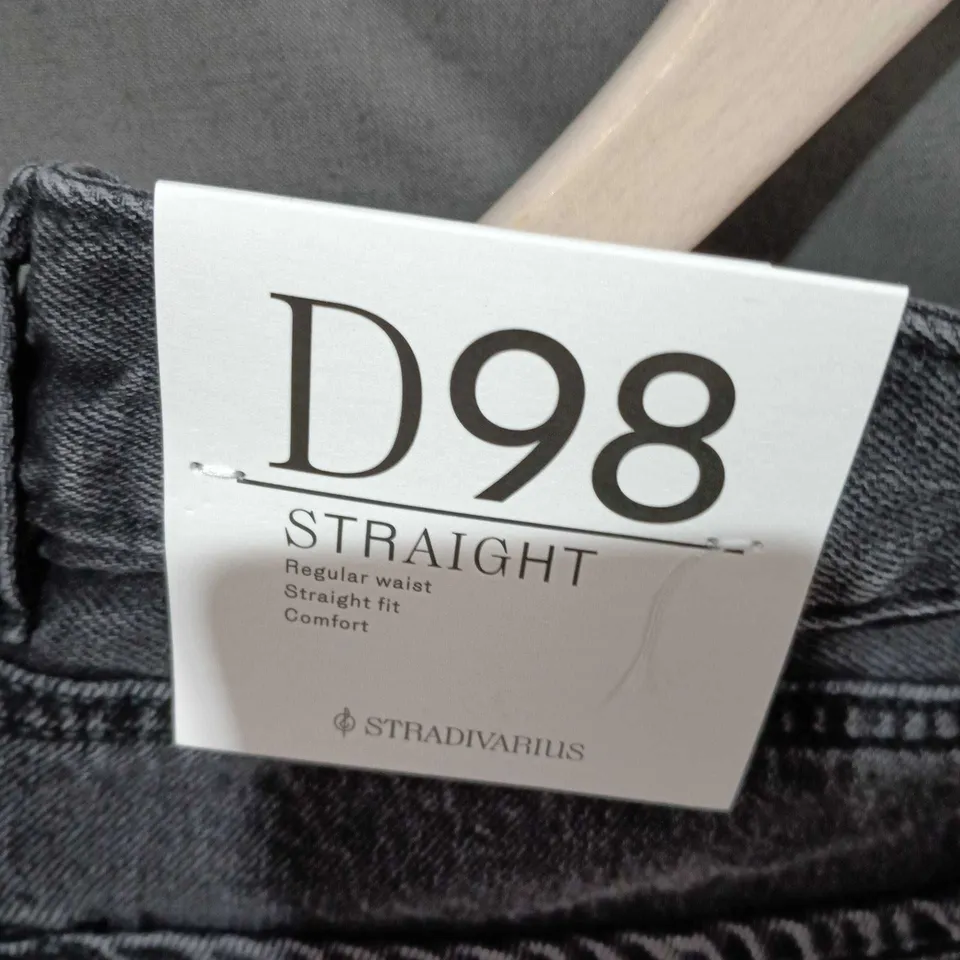 D98
STRAIGHT
Regular waist
Straight fit
Comfort
STRADIVARIUS